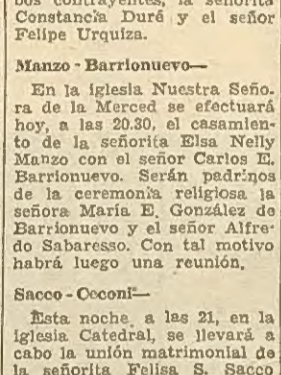 bos contrayentes, la señorita
Constancia Duré y el señor
Felipe Urquiza.
Manzo - Barrionuevo—
En la iglesia Nuestra Seño-
ra de la Merced se efectuará
hoy, a las 20.30, el casamien-
to de la señorita Elsa Nelly
Manzo con el señor Carlos E.
Barrionuevo. Serán padrinos
de la ceremonia religiosa la
señora María E. González de
Barrionuevo y el señor Alfre-
do Sabaresso. Con tal motivo
habrá luego una reunión.
Sacco - Occoni—
Esta noche, a las 21, en la
iglesia Catedral, se llevará a
cabo la unión matrimonial de
la señorita Felisa S. Sacco